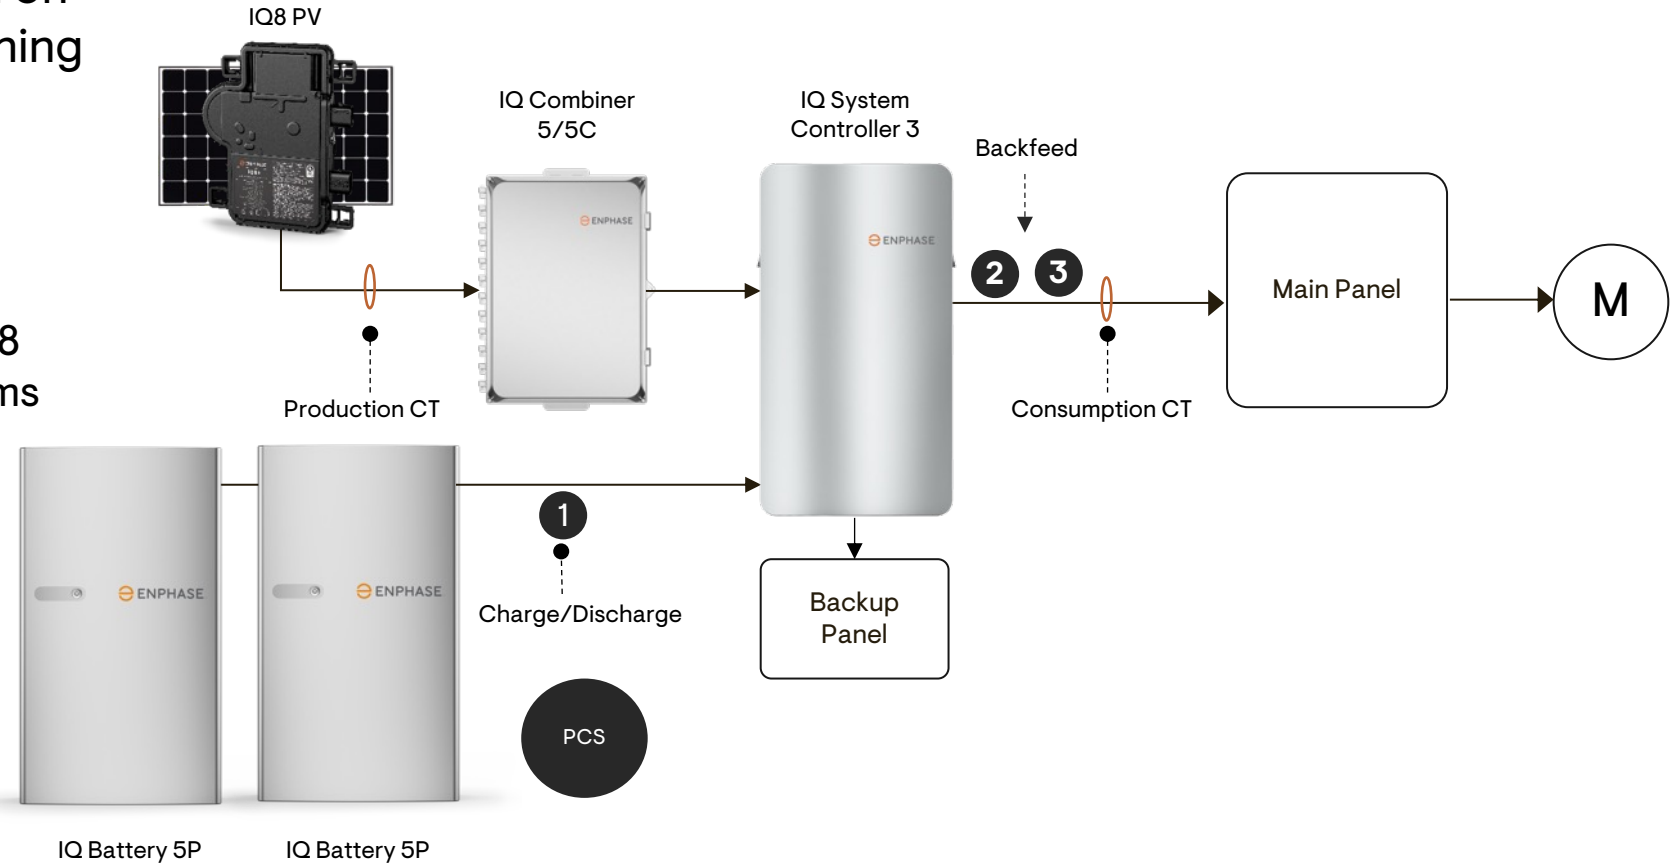 on
ning
8
ms
IQ8 PV
IQ Combiner
5/5C
IQ System
Controller 3
Backfeed
ENPHASE
ENPHASE
2
3
Main Panel
M
Production CT
Consumption CT
1
Charge/Discharge
ENPHASE
ENPHASE
Backup
Panel
PCS
IQ Battery 5P
IQ Battery 5P